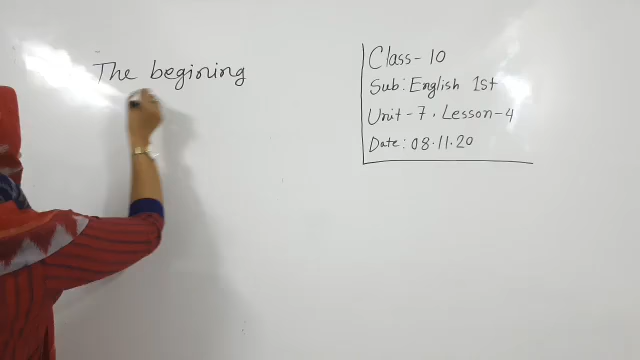 The begining
Class- 10
Sub: English 1st
Unit-7. Lesson-4
Date: 08.11.20